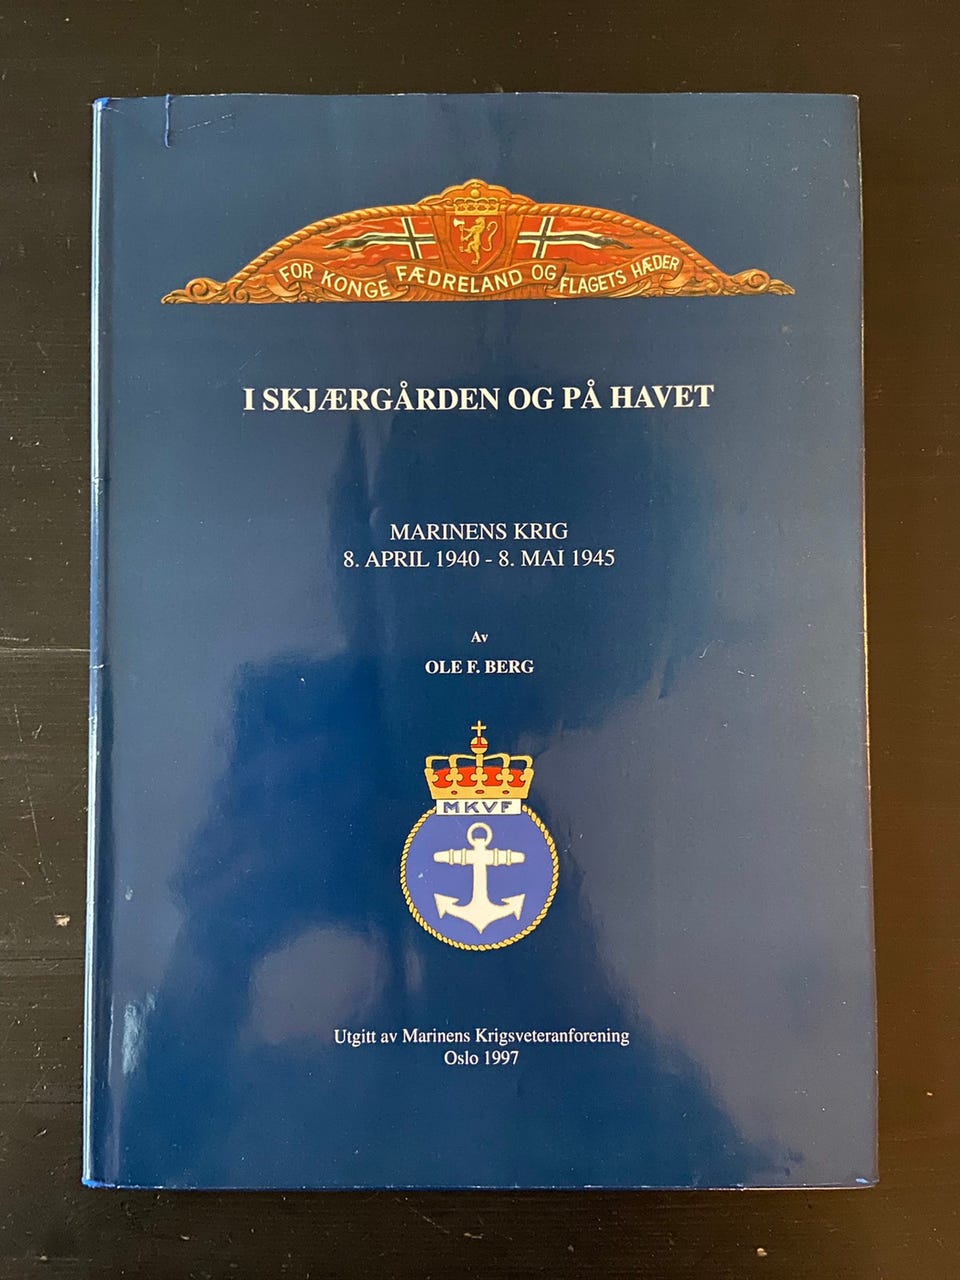 FOR KONGE FÆDRELAND OG FLAGETS HÆDER
I SKJÆRGÅRDEN OG PÅ HAVET
MARINENS KRIG
8. APRIL 1940 - 8. MAI 1945
Av
OLE F. BERG
MKVF
Utgitt av Marinens Krigsveteranforening
Oslo 1997